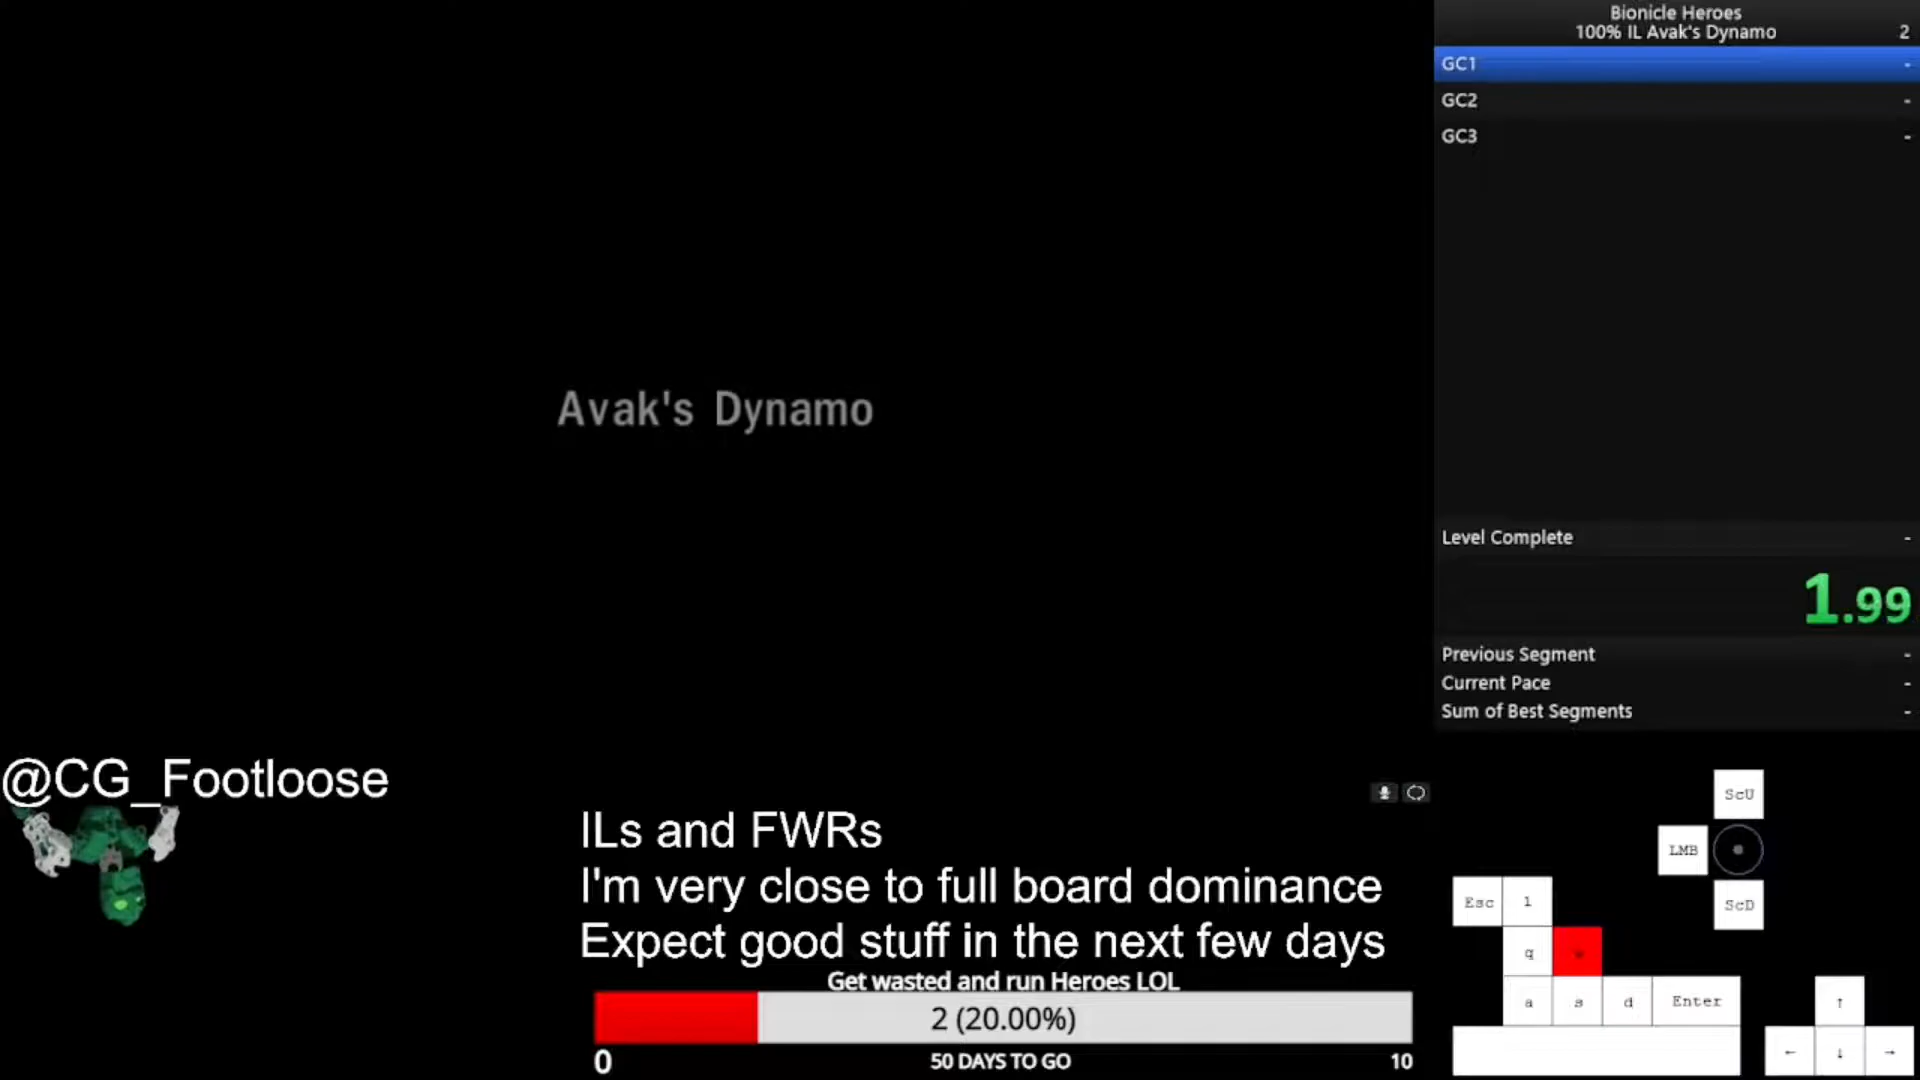 Bionicle Heroes
100% IL Avak's Dynamo 2
GC1 -
GC2 -
GC3 -
Avak's Dynamo
Level Complete -
1.99
Previous Segment -
Current Pace -
Sum of Best Segments -
@CG_Footloose
ILs and FWRs
I'm very close to full board dominance
Expect good stuff in the next few days
Get wasted and run Heroes LOL
2 (20.00%)
0 50 DAYS TO GO 10
ScU
LMB
ScD
Esc 1
q
a s d Enter
↑
← ↓ →